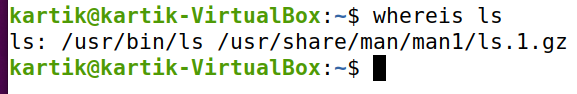 kartik@kartik-VirtualBox:~$ whereis ls
ls: /usr/bin/ls /usr/share/man/man1/ls.1.gz
kartik@kartik-VirtualBox:~$